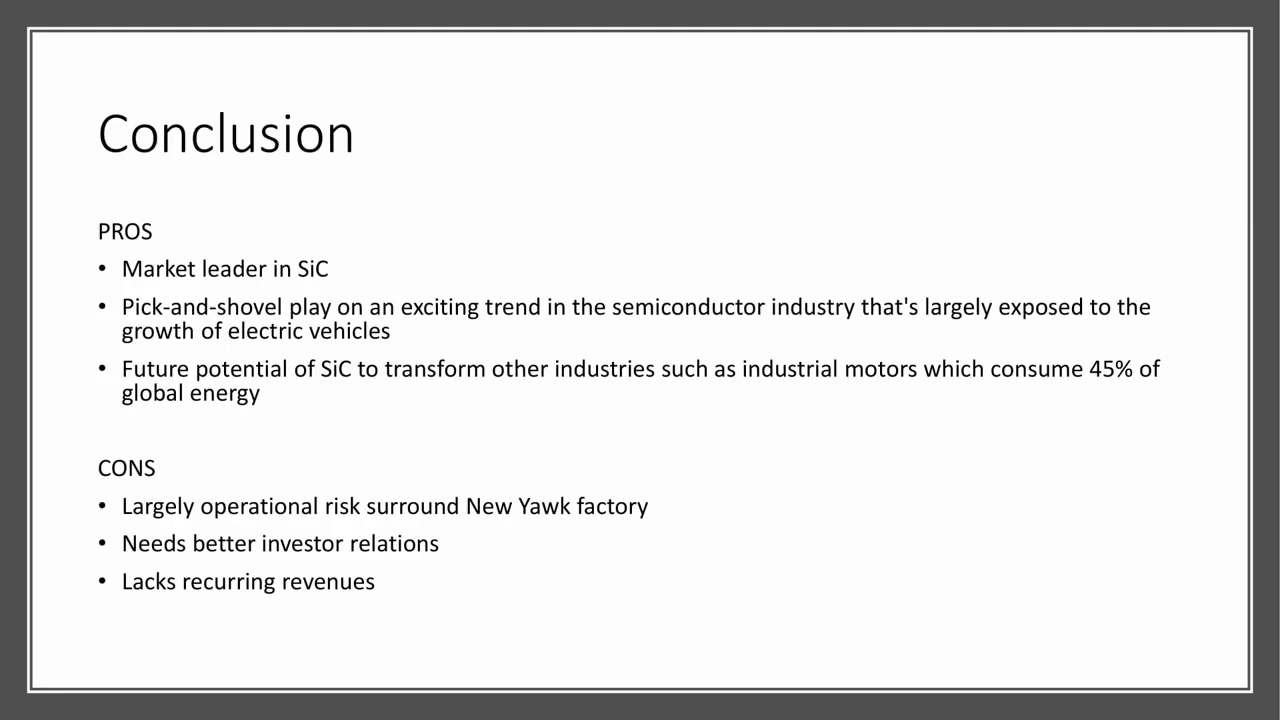 Conclusion
PROS
• Market leader in SiC
• Pick-and-shovel play on an exciting trend in the semiconductor industry that's largely exposed to the
growth of electric vehicles
• Future potential of SiC to transform other industries such as industrial motors which consume 45% of
global energy
CONS
• Largely operational risk surround New Yawk factory
• Needs better investor relations
• Lacks recurring revenues